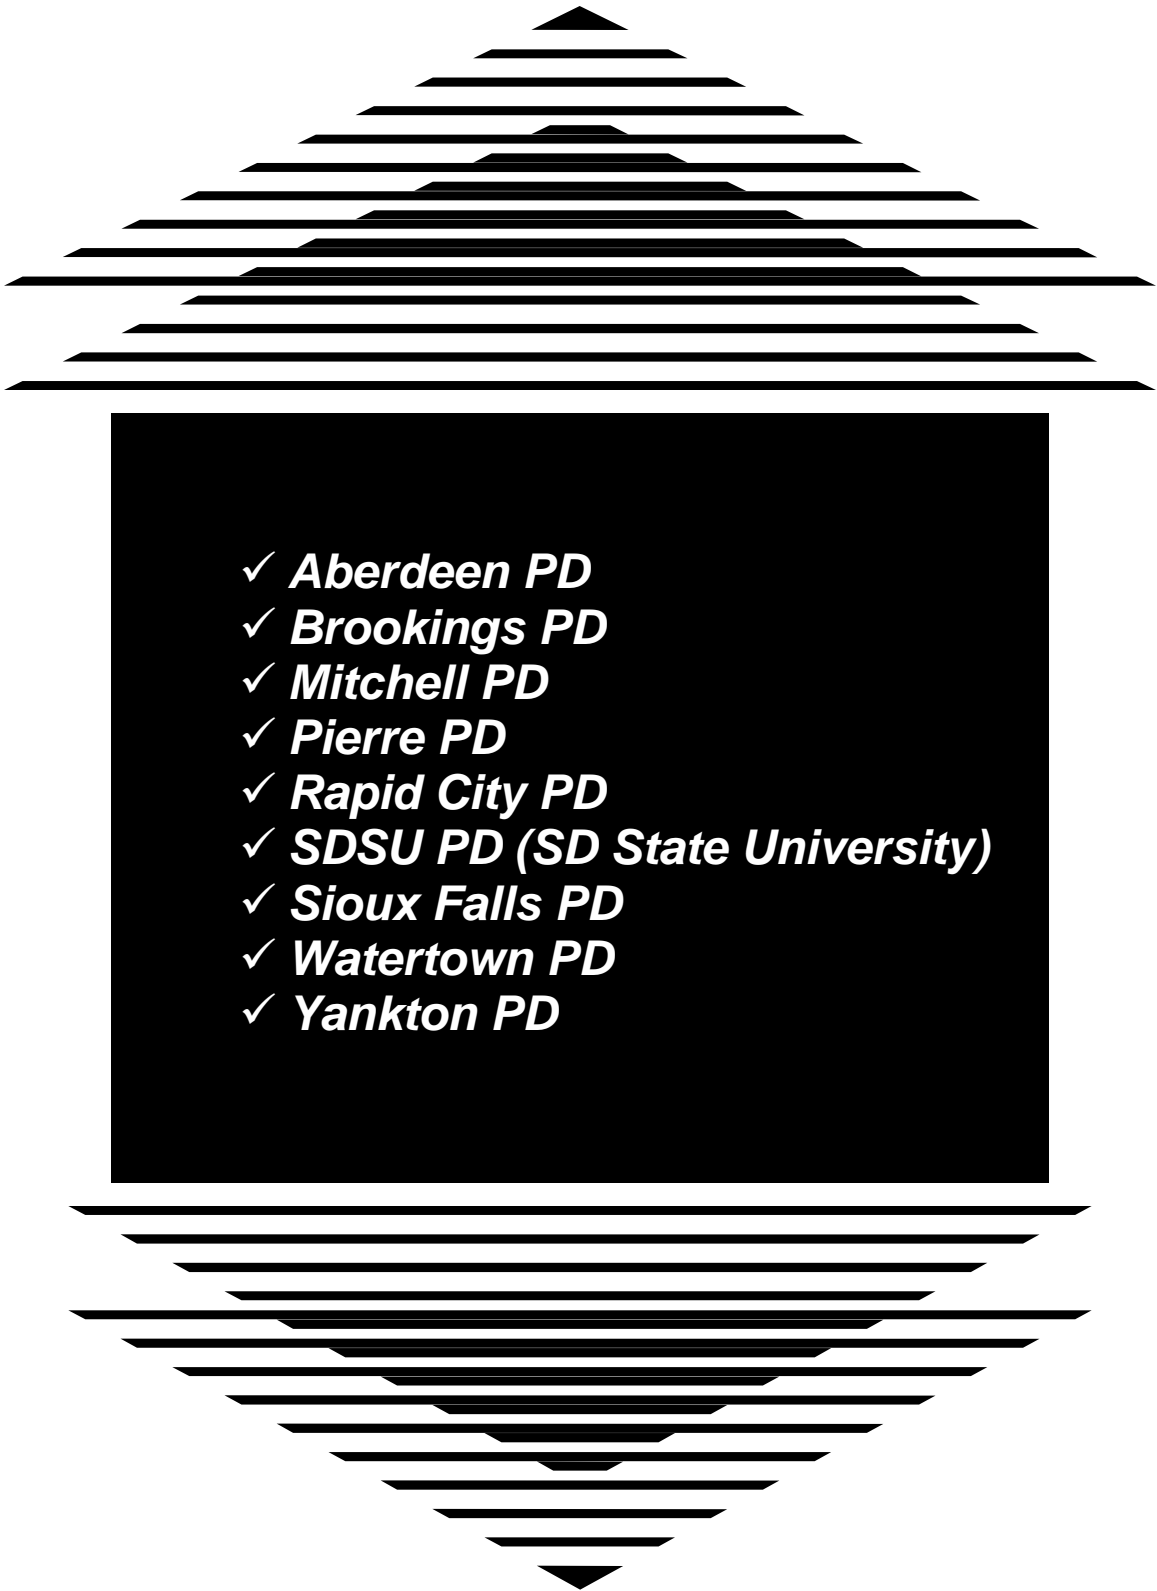 ✓ Aberdeen PD
✓ Brookings PD
✓ Mitchell PD
✓ Pierre PD
✓ Rapid City PD
✓ SDSU PD (SD State University)
✓ Sioux Falls PD
✓ Watertown PD
✓ Yankton PD